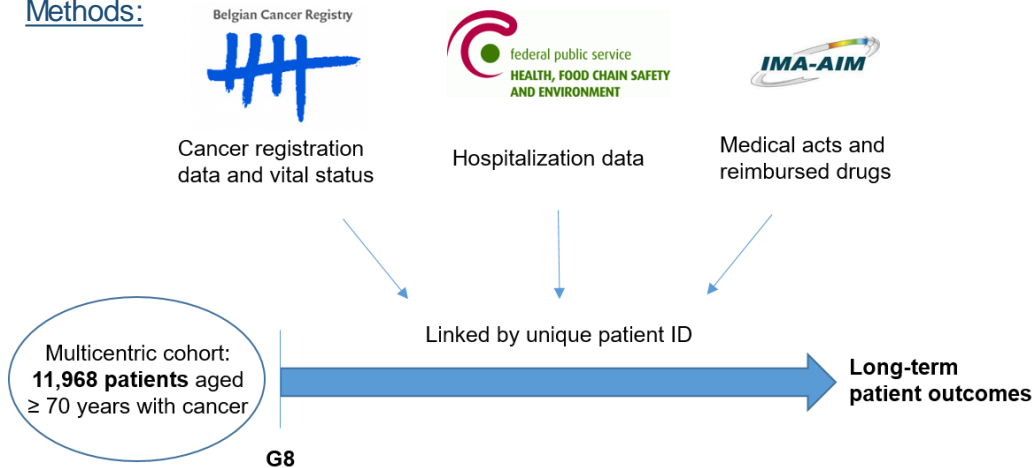 Methods:
Belgian Cancer Registry
federal public service
HEALTH, FOOD CHAIN SAFETY
AND ENVIRONMENT
IMA-AIM
Cancer registration
data and vital status
Hospitalization data
Medical acts and
reimbursed drugs
Linked by unique patient ID
Multicentric cohort:
11,968 patients aged
≥ 70 years with cancer
Long-term
patient outcomes
G8